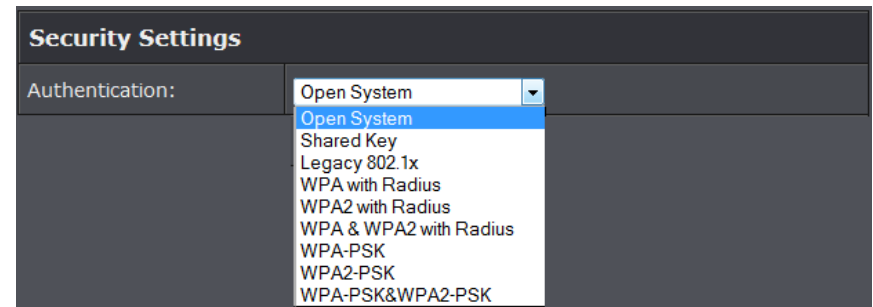 Security Settings
Authentication: Open System
Open System
Shared Key
Legacy 802.1x
WPA with Radius
WPA2 with Radius
WPA & WPA2 with Radius
WPA-PSK
WPA2-PSK
WPA-PSK&WPA2-PSK